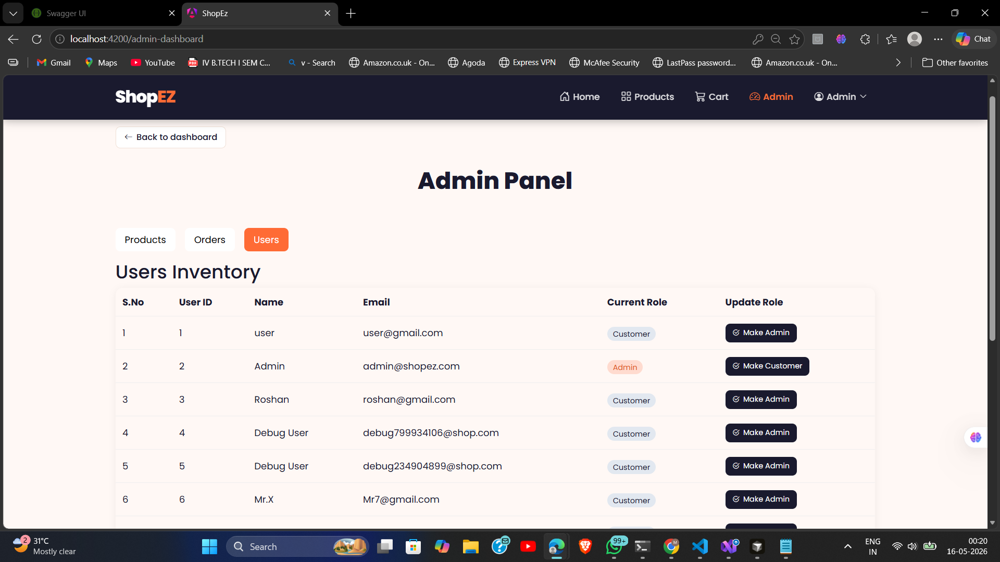 Swagger UI
ShopEz
localhost:4200/admin-dashboard
Chat
Gmail
Maps
YouTube
IV B.TECH I SEM C...
v - Search
Amazon.co.uk - On...
Agoda
Express VPN
McAfee Security
LastPass password...
Amazon.co.uk - On...
Other favorites
ShopEZ
Home
Products
Cart
Admin
Admin
Back to dashboard
Admin Panel
Products
Orders
Users
Users Inventory
S.No User ID Name Email Current Role Update Role
1 1 user user@gmail.com Customer Make Admin
2 2 Admin admin@shopez.com Admin Make Customer
3 3 Roshan roshan@gmail.com Customer Make Admin
4 4 Debug User debug799934106@shop.com Customer Make Admin
5 5 Debug User debug234904899@shop.com Customer Make Admin
6 6 Mr.X Mr7@gmail.com Customer Make Admin
2
31°C
Mostly clear
Search
99+
M
ENG
IN
00:20
16-05-2026